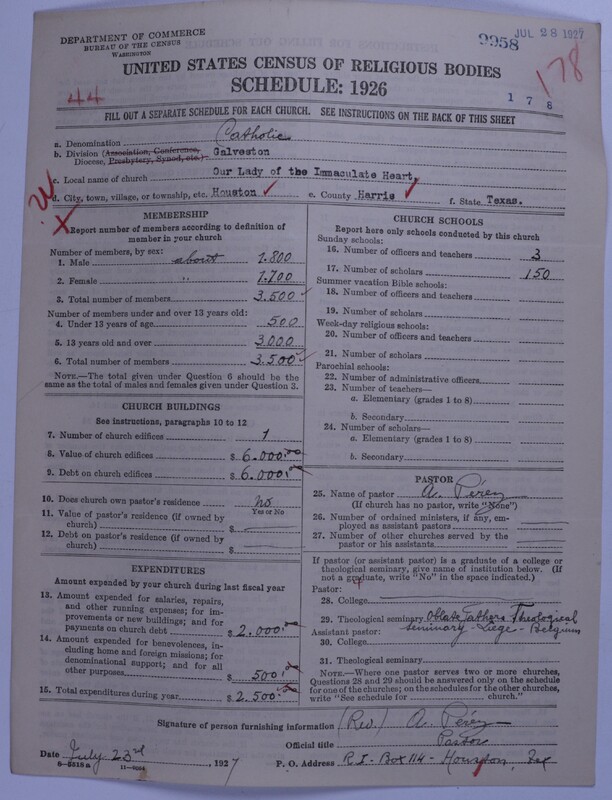 DEPARTMENT OF COMMERCE
BUREAU OF THE CENSUS
WASHINGTON
9958
JUL 28 1927
178
UNITED STATES CENSUS OF RELIGIOUS BODIES
SCHEDULE: 1926
44
1 7 8
FILL OUT A SEPARATE SCHEDULE FOR EACH CHURCH. SEE INSTRUCTIONS ON THE BACK OF THIS SHEET
a. Denomination Catholic
b. Division (Association, Conference, Diocese, Presbytery, Synod, etc.) Galveston
c. Local name of church Our Lady of the Immaculate Heart.
d. City, town, village, or township, etc. Houston e. County Harris f. State Texas.
MEMBERSHIP
Report number of members according to definition of
member in your church
Number of members, by sex:
1. Male about 1.800
2. Female " 1.700
3. Total number of members 3.500
Number of members under and over 13 years old:
4. Under 13 years of age 500
5. 13 years old and over 3000
6. Total number of members 3.500
NOTE.—The total given under Question 6 should be the
same as the total of males and females given under Question 3.
CHURCH BUILDINGS
See instructions, paragraphs 10 to 12
7. Number of church edifices 1
8. Value of church edifices $ 6.000.00
9. Debt on church edifices $ 6.000.00
10. Does church own pastor's residence No
Yes or No
11. Value of pastor's residence (if owned by
church) $
12. Debt on pastor's residence (if owned by
church) $
EXPENDITURES
Amount expended by your church during last fiscal year
13. Amount expended for salaries, repairs,
and other running expenses; for im-
provements or new buildings; and for
payments on church debt $ 2.000.00
14. Amount expended for benevolences, in-
cluding home and foreign missions; for
denominational support; and for all
other purposes $ 500.00
15. Total expenditures during year $ 2.500.00
CHURCH SCHOOLS
Report here only schools conducted by this church
Sunday schools:
16. Number of officers and teachers 3
17. Number of scholars 150
Summer vacation Bible schools:
18. Number of officers and teachers
19. Number of scholars
Week-day religious schools:
20. Number of officers and teachers
21. Number of scholars
Parochial schools:
22. Number of administrative officers
23. Number of teachers—
a. Elementary (grades 1 to 8)
b. Secondary
24. Number of scholars—
a. Elementary (grades 1 to 8)
b. Secondary
PASTOR
25. Name of pastor A. Pérez
(If church has no pastor, write "None")
26. Number of ordained ministers, if any, em-
ployed as assistant pastors
27. Number of other churches served by the
pastor or his assistants
If pastor (or assistant pastor) is a graduate of a college or
theological seminary, give name of institution below. (If
not a graduate, write "No" in the space indicated.)
Pastor:
28. College
29. Theological seminary Oblate Fathers Theological
Assistant pastor: seminary - Liege - Belgium
30. College
31. Theological seminary
NOTE.—Where one pastor serves two or more churches,
Questions 28 and 29 should be answered only on the schedule
for one of the churches; on the schedules for the other churches,
write "See schedule for church."
Signature of person furnishing information (Rev.) A. Pérez
Official title Pastor
Date July 23rd, 1927 P. O. Address R. I - Box 114 - Houston, Tex
6-5518 a